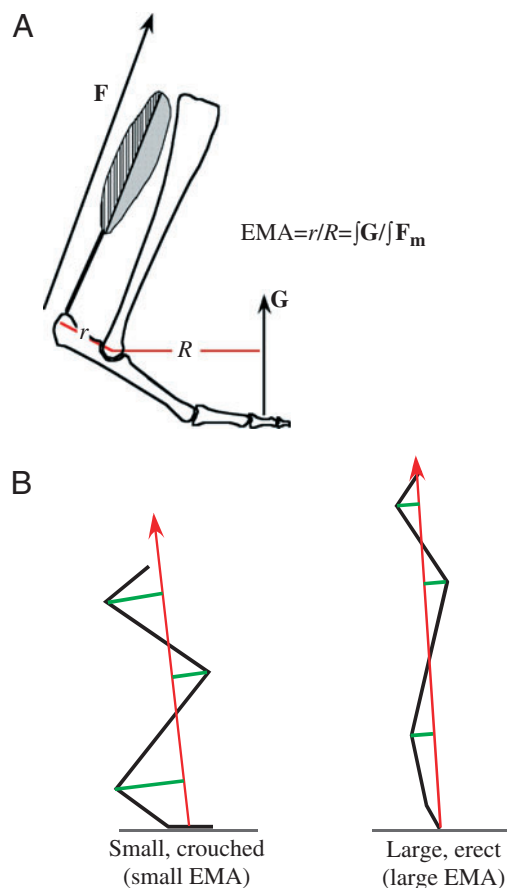 A
F
EMA=r/R=∫G/∫Fm
G
r
R
B
Small, crouched
(small EMA)
Large, erect
(large EMA)